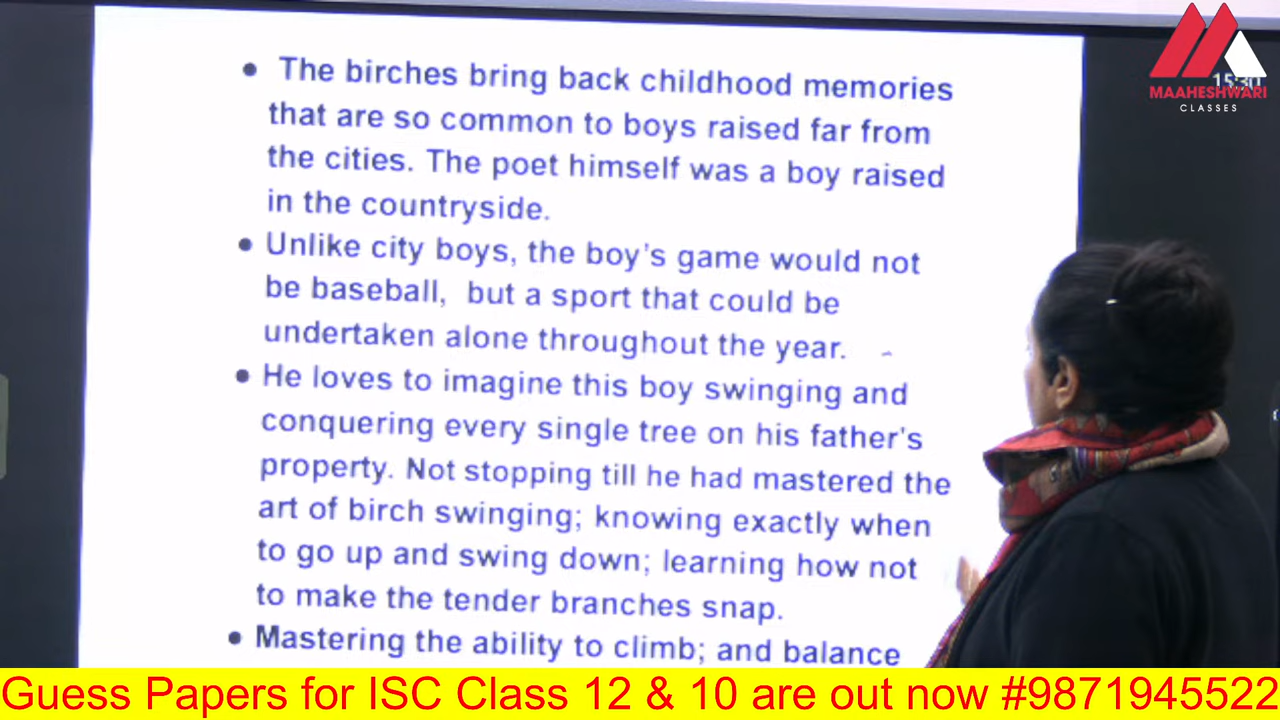 The birches bring back childhood memories
that are so common to boys raised far from
the cities. The poet himself was a boy raised
in the countryside.
Unlike city boys, the boy's game would not
be baseball, but a sport that could be
undertaken alone throughout the year.
He loves to imagine this boy swinging and
conquering every single tree on his father's
property. Not stopping till he had mastered the
art of birch swinging; knowing exactly when
to go up and swing down; learning how not
to make the tender branches snap.
Mastering the ability to climb; and balance
15:30
MAAHESHWARI
CLASSES
Guess Papers for ISC Class 12 & 10 are out now #9871945522